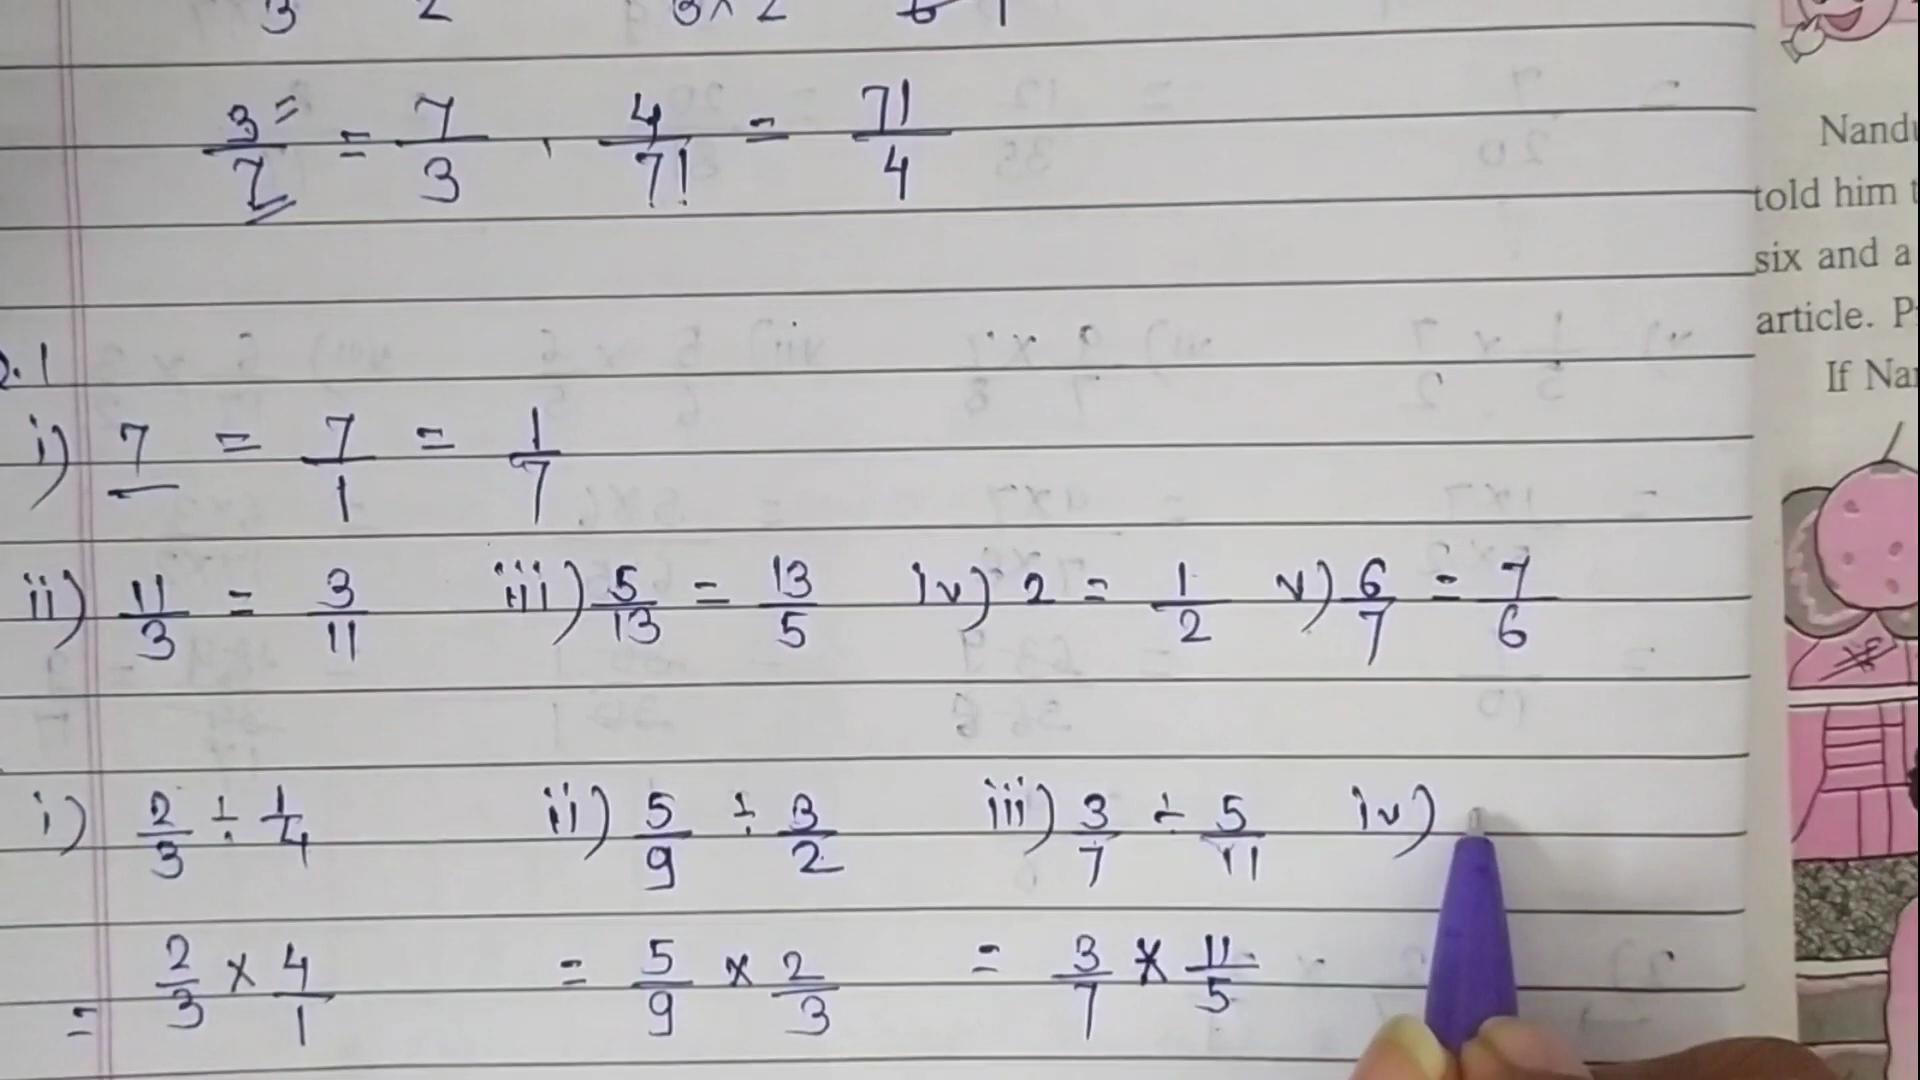 3/7 = 7/3 , 4/71 = 71/4
Nandu
told him t
six and a
article. P
If Nan
Q.1
i) 7 = 7/1 = 1/7
ii) 11/3 = 3/11 iii) 5/13 = 13/5 iv) 2 = 1/2 v) 6/7 = 7/6
i) 2/3 ÷ 1/4 ii) 5/9 ÷ 3/2 iii) 3/7 ÷ 5/11 iv)
= 2/3 × 4/1 = 5/9 × 2/3 = 3/7 × 11/5